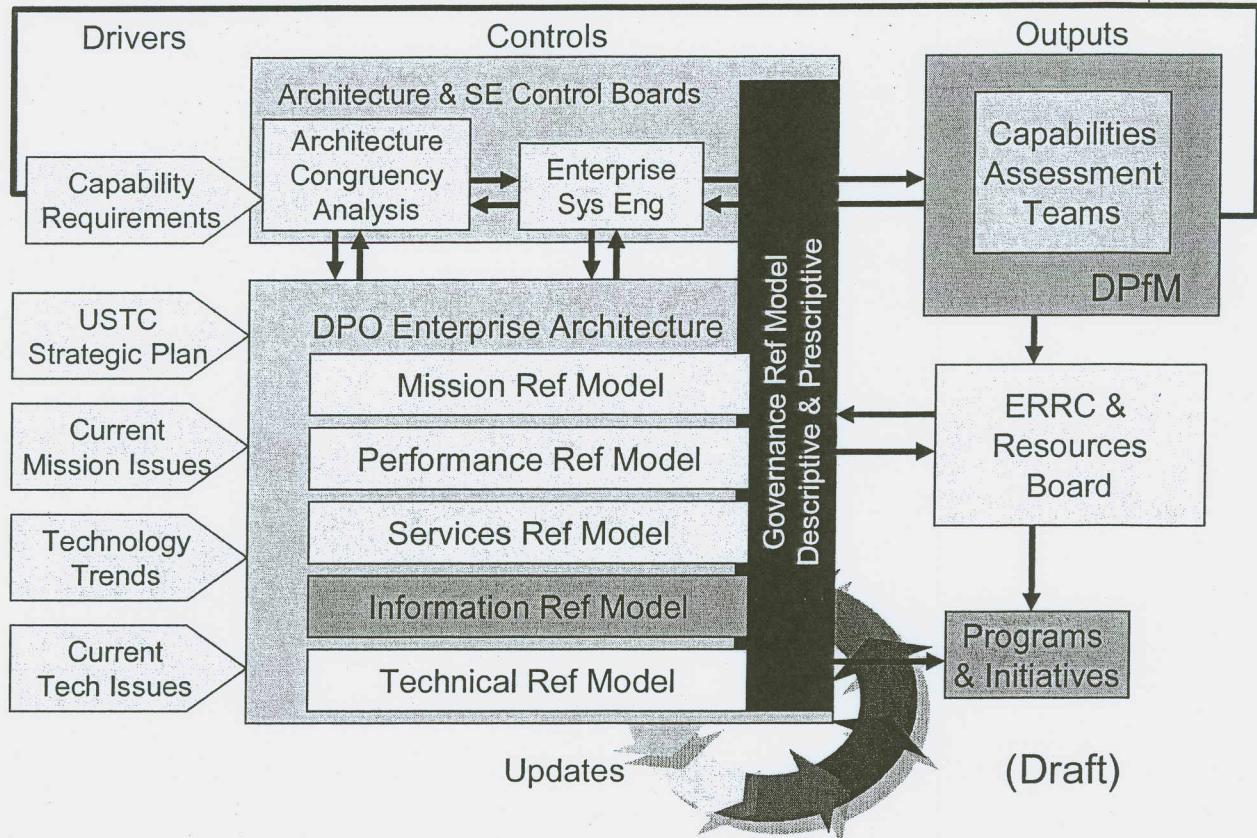 Drivers
Controls
Outputs
Architecture & SE Control Boards
Architecture
Congruency
Analysis
Enterprise
Sys Eng
Capabilities
Assessment
Teams
DPfM
Capability
Requirements
USTC
Strategic Plan
Current
Mission Issues
Technology
Trends
Current
Tech Issues
DPO Enterprise Architecture
Mission Ref Model
Performance Ref Model
Services Ref Model
Information Ref Model
Technical Ref Model
Governance Ref Model
Descriptive & Prescriptive
ERRC &
Resources
Board
Programs
& Initiatives
Updates
(Draft)